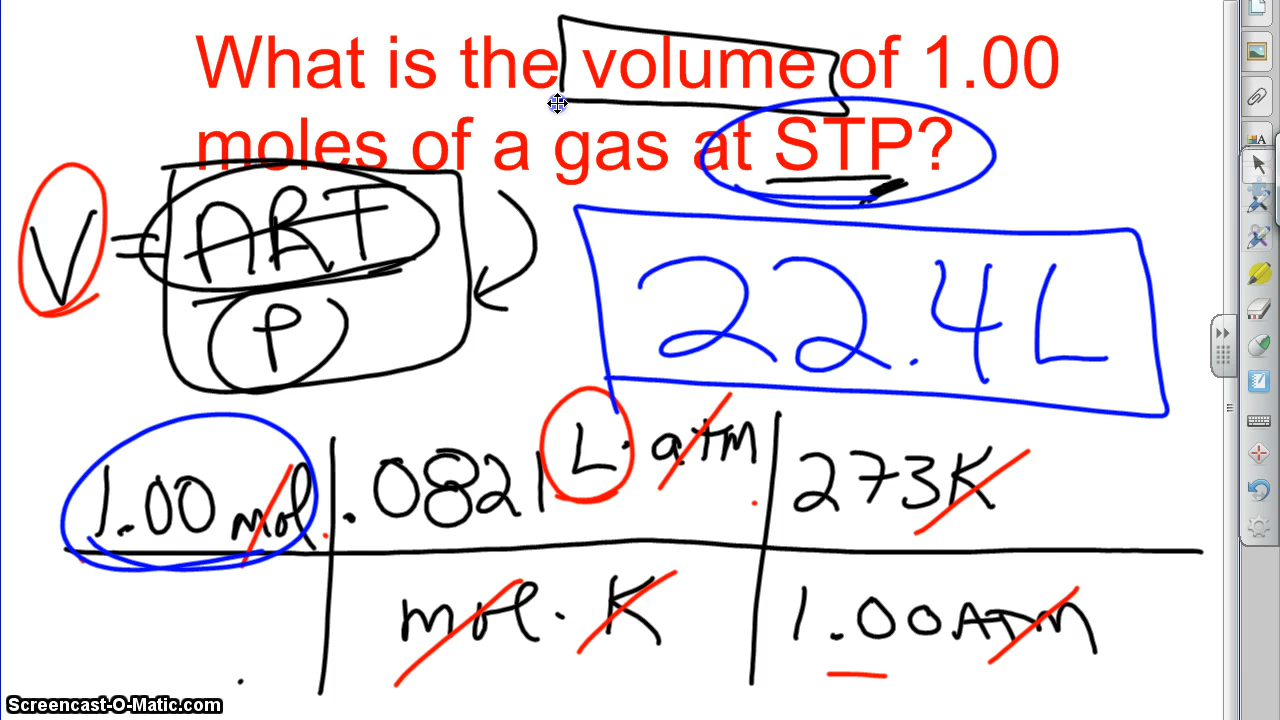 What is the volume of 1.00
moles of a gas at STP?
V = nRT
P
22.4L
1.00 mol .0821 L·atm 273K
mol · K 1.00 ATM
SCREENCAST-O-MATIC.com